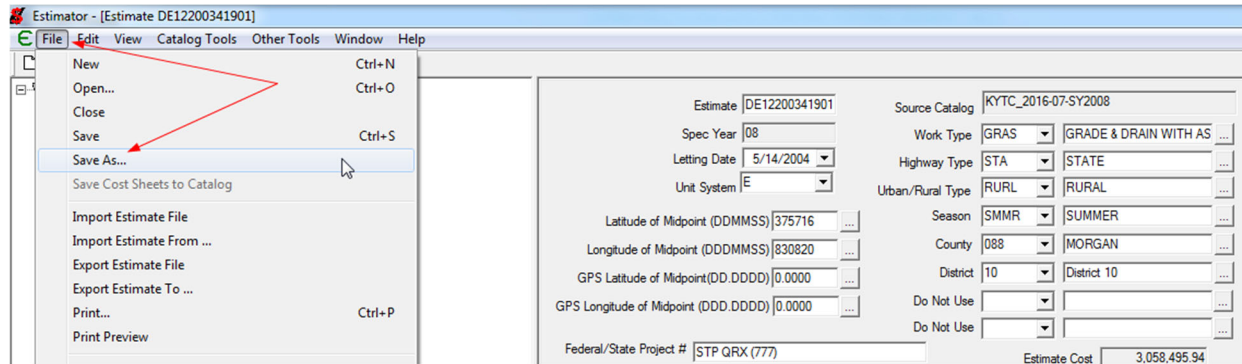 Estimator - [Estimate DE12200341901]
File Edit View Catalog Tools Other Tools Window Help
New Ctrl+N
Open... Ctrl+O
Close
Save Ctrl+S
Save As...
Save Cost Sheets to Catalog
Import Estimate File
Import Estimate From ...
Export Estimate File
Export Estimate To ...
Print... Ctrl+P
Print Preview
Estimate DE12200341901
Spec Year 08
Letting Date 5/14/2004
Unit System E
Latitude of Midpoint (DDMMSS) 375716 ...
Longitude of Midpoint (DDDMMSS) 830820 ...
GPS Latitude of Midpoint(DD.DDDD) 0.0000 ...
GPS Longitude of Midpoint (DDD.DDDD) 0.0000 ...
Federal/State Project # STP QRX (777)
Source Catalog KYTC_2016-07-SY2008
Work Type GRAS GRADE & DRAIN WITH AS ...
Highway Type STA STATE ...
Urban/Rural Type RURL RURAL ...
Season SMMR SUMMER ...
County 088 MORGAN ...
District 10 District 10 ...
Do Not Use ...
Do Not Use ...
Estimate Cost 3,058,495.94